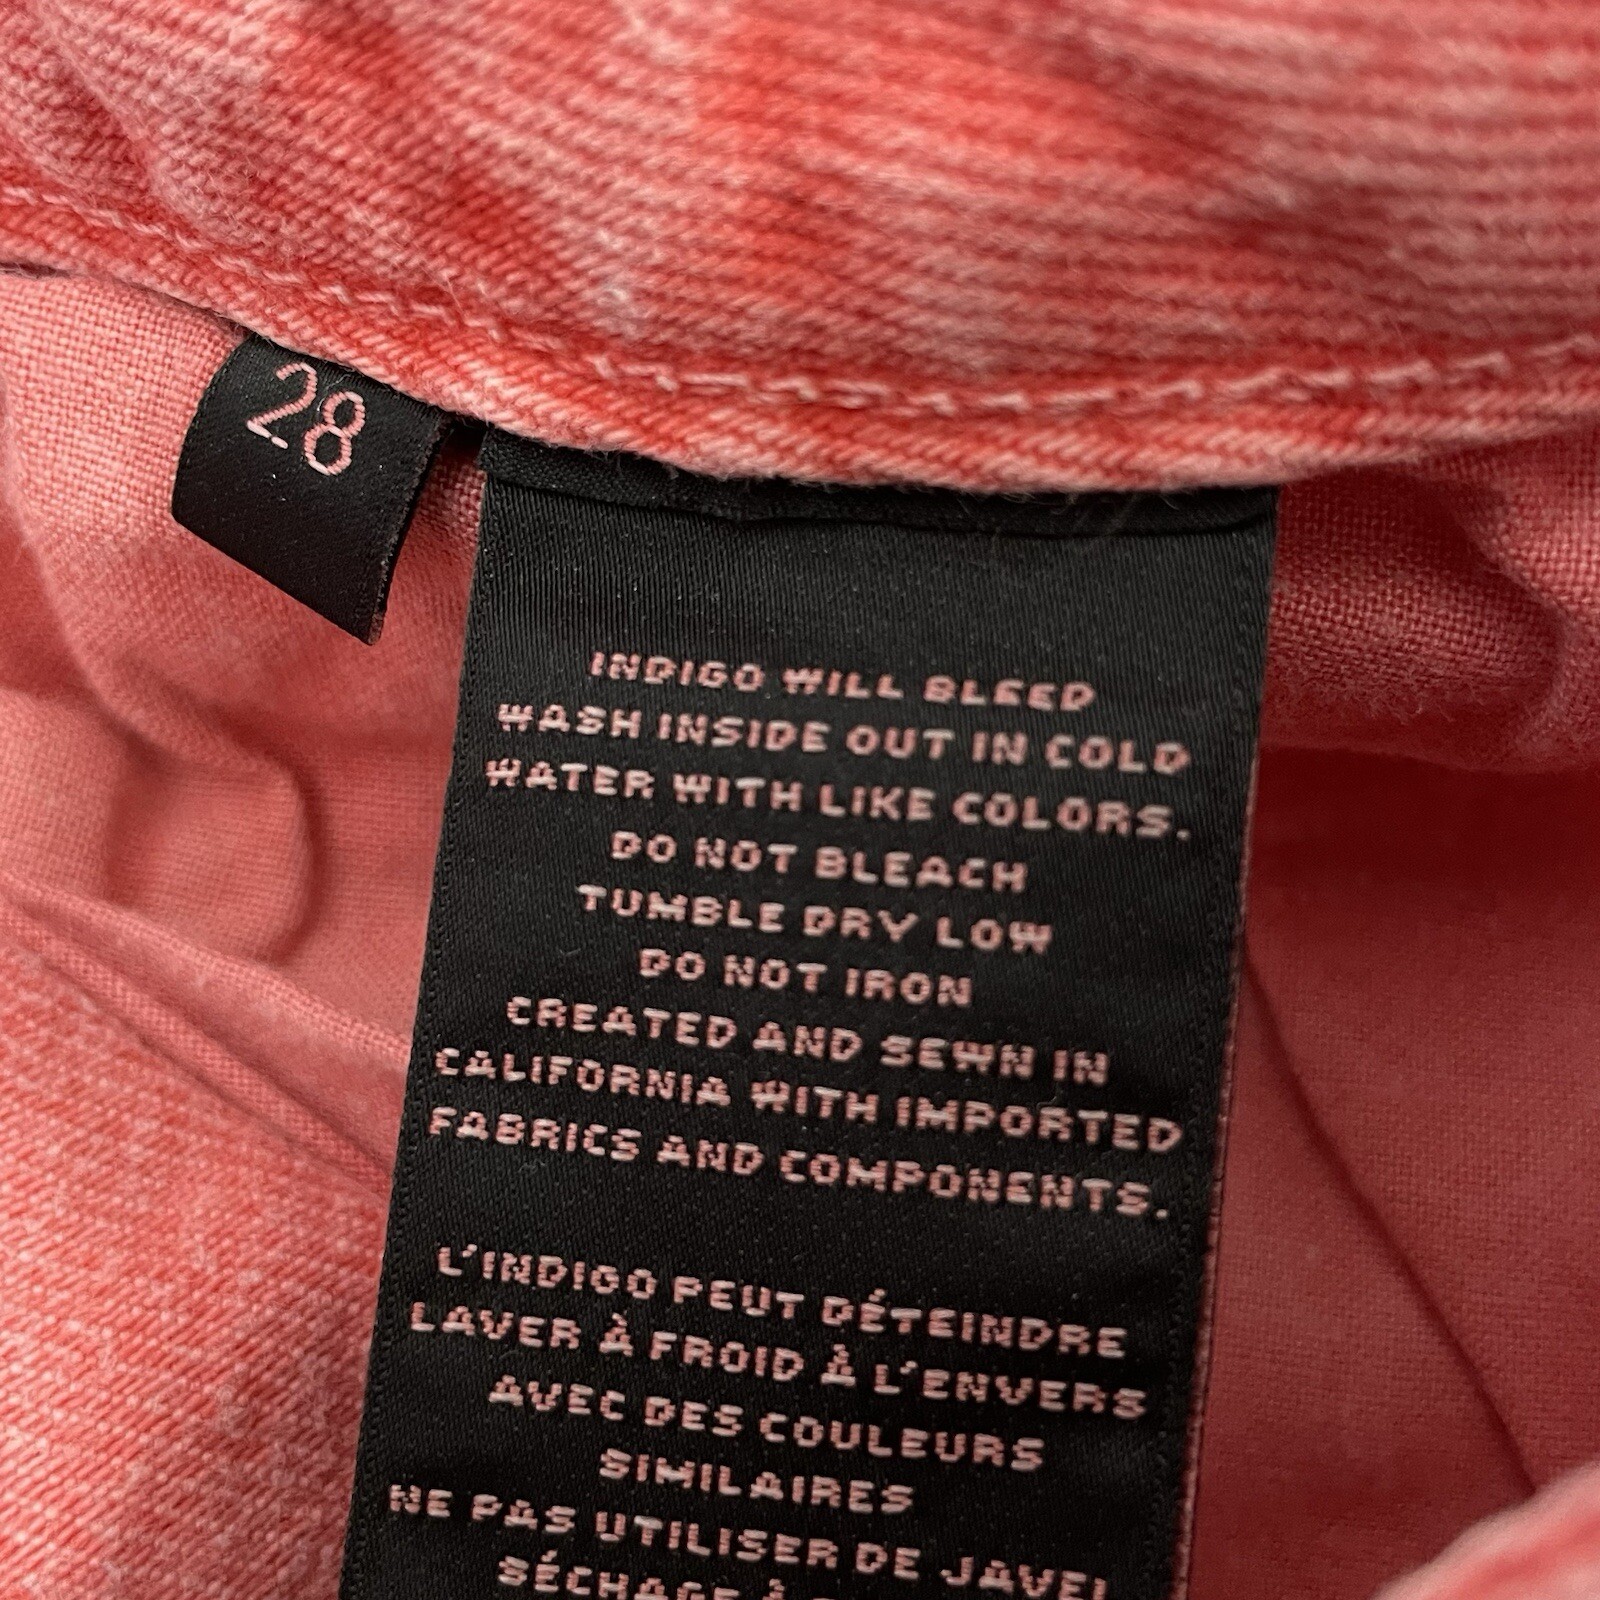 28
INDIGO WILL BLEED
WASH INSIDE OUT IN COLD
WATER WITH LIKE COLORS.
DO NOT BLEACH
TUMBLE DRY LOW
DO NOT IRON
CREATED AND SEWN IN
CALIFORNIA WITH IMPORTED
FABRICS AND COMPONENTS.
L'INDIGO PEUT DÉTEINDRE
LAVER À FROID À L'ENVERS
AVEC DES COULEURS
SIMILAIRES
NE PAS UTILISER DE JAVEL
SÉCHAGE À